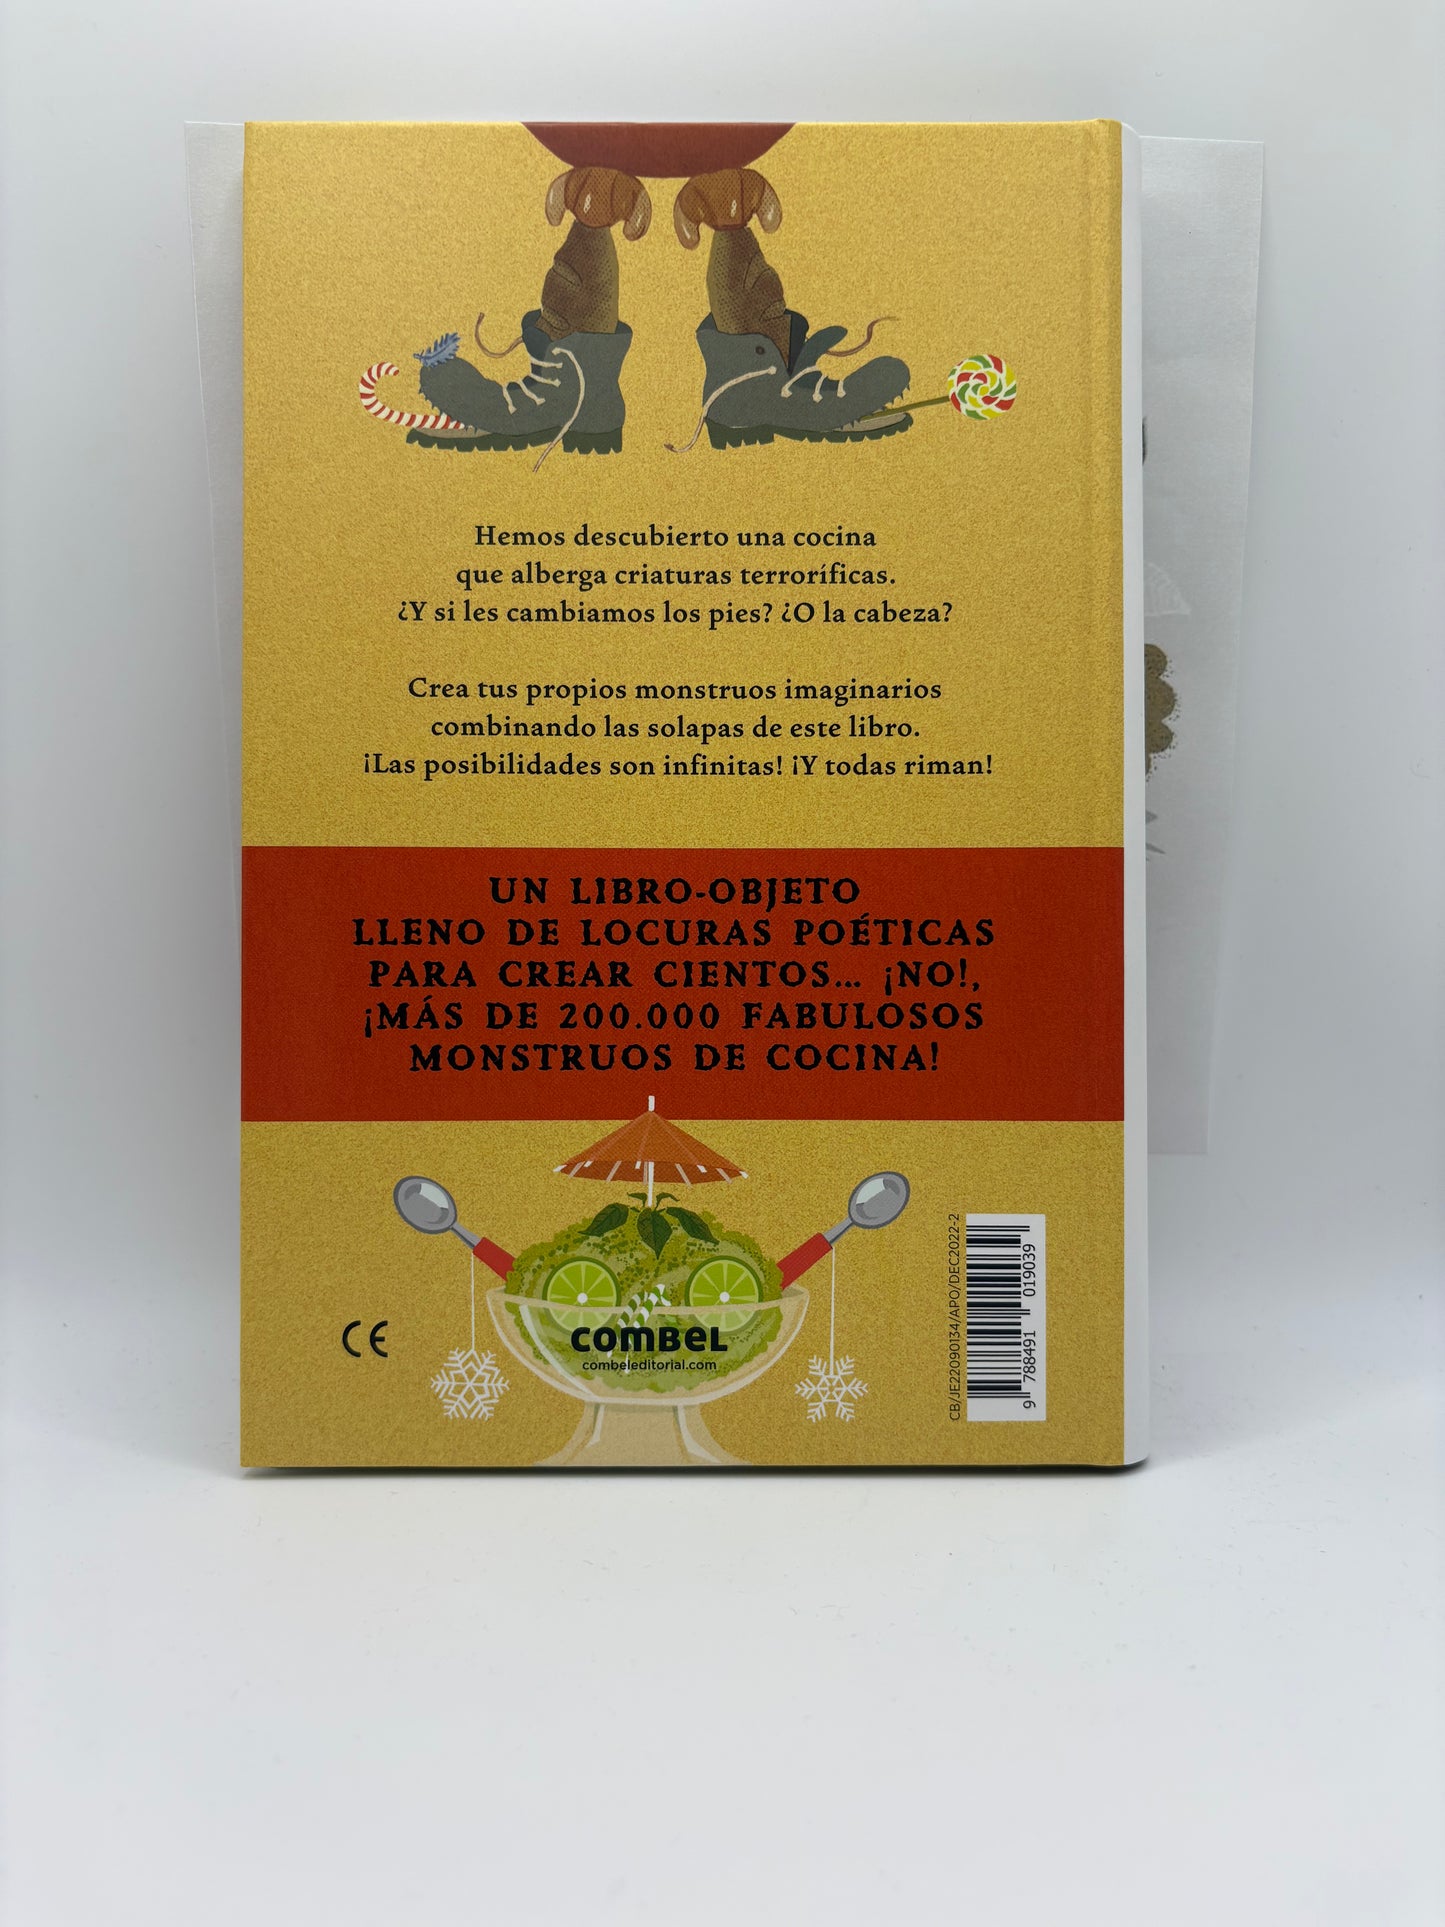 Hemos descubierto una cocina
que alberga criaturas terroríficas.
¿Y si les cambiamos los pies? ¿O la cabeza?
Crea tus propios monstruos imaginarios
combinando las solapas de este libro.
¡Las posibilidades son infinitas! ¡Y todas riman!
UN LIBRO-OBJETO
LLENO DE LOCURAS POÉTICAS
PARA CREAR CIENTOS... ¡NO!,
¡MÁS DE 200.000 FABULOSOS
MONSTRUOS DE COCINA!
CE
comBeL
combeleditorial.com
CB/JE22090134/APO/DEC2022-2
9 788491 019039